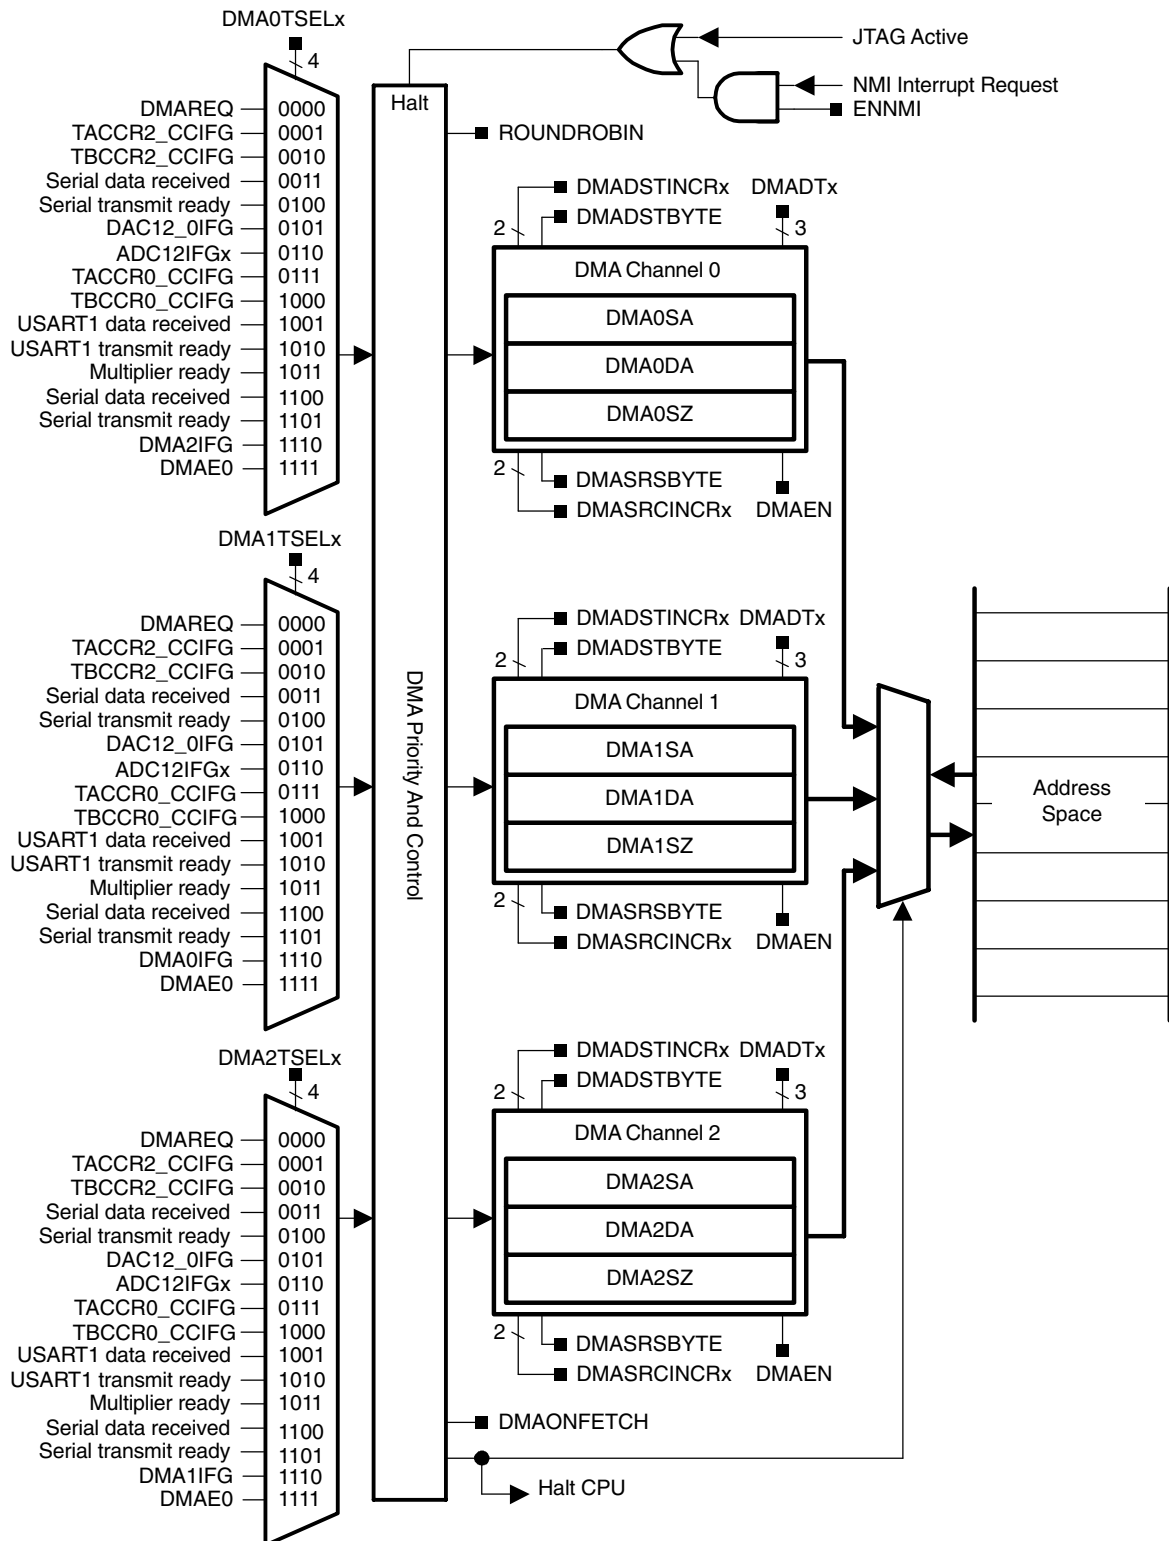 DMA0TSELx
4
JTAG Active
NMI Interrupt Request
ENNMI
Halt
ROUNDROBIN
DMAREQ 0000
TACCR2_CCIFG 0001
TBCCR2_CCIFG 0010
Serial data received 0011
Serial transmit ready 0100
DAC12_0IFG 0101
ADC12IFGx 0110
TACCR0_CCIFG 0111
TBCCR0_CCIFG 1000
USART1 data received 1001
USART1 transmit ready 1010
Multiplier ready 1011
Serial data received 1100
Serial transmit ready 1101
DMA2IFG 1110
DMAE0 1111
DMADSTINCRx DMADTx
2 DMADSTBYTE 3
DMA Channel 0
DMA0SA
DMA0DA
DMA0SZ
2 DMASRSBYTE
DMASRCINCRx DMAEN
DMA1TSELx
4
DMAREQ 0000
TACCR2_CCIFG 0001
TBCCR2_CCIFG 0010
Serial data received 0011
Serial transmit ready 0100
DAC12_0IFG 0101
ADC12IFGx 0110
TACCR0_CCIFG 0111
TBCCR0_CCIFG 1000
USART1 data received 1001
USART1 transmit ready 1010
Multiplier ready 1011
Serial data received 1100
Serial transmit ready 1101
DMA0IFG 1110
DMAE0 1111
DMA Priority And Control
DMADSTINCRx DMADTx
2 DMADSTBYTE 3
DMA Channel 1
DMA1SA
DMA1DA
DMA1SZ
2 DMASRSBYTE
DMASRCINCRx DMAEN
Address
Space
DMA2TSELx
4
DMAREQ 0000
TACCR2_CCIFG 0001
TBCCR2_CCIFG 0010
Serial data received 0011
Serial transmit ready 0100
DAC12_0IFG 0101
ADC12IFGx 0110
TACCR0_CCIFG 0111
TBCCR0_CCIFG 1000
USART1 data received 1001
USART1 transmit ready 1010
Multiplier ready 1011
Serial data received 1100
Serial transmit ready 1101
DMA1IFG 1110
DMAE0 1111
DMADSTINCRx DMADTx
2 DMADSTBYTE 3
DMA Channel 2
DMA2SA
DMA2DA
DMA2SZ
2 DMASRSBYTE
DMASRCINCRx DMAEN
DMAONFETCH
Halt CPU